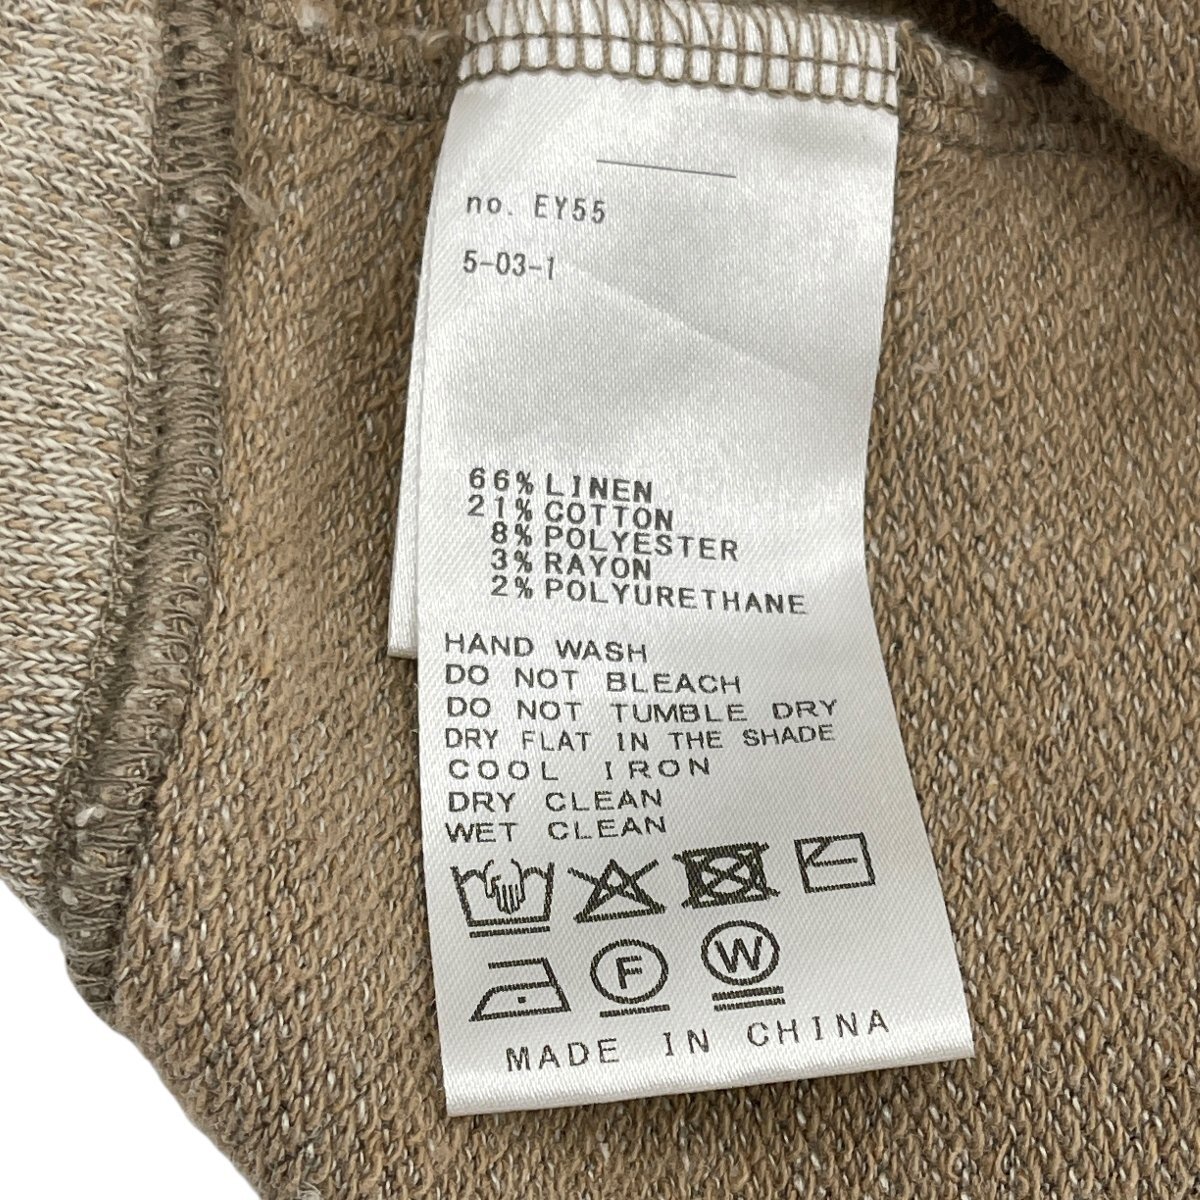 no. EY55
5-03-1
66% LINEN
21% COTTON
8% POLYESTER
3% RAYON
2% POLYURETHANE
HAND WASH
DO NOT BLEACH
DO NOT TUMBLE DRY
DRY FLAT IN THE SHADE
COOL IRON
DRY CLEAN
WET CLEAN
F W
MADE IN CHINA